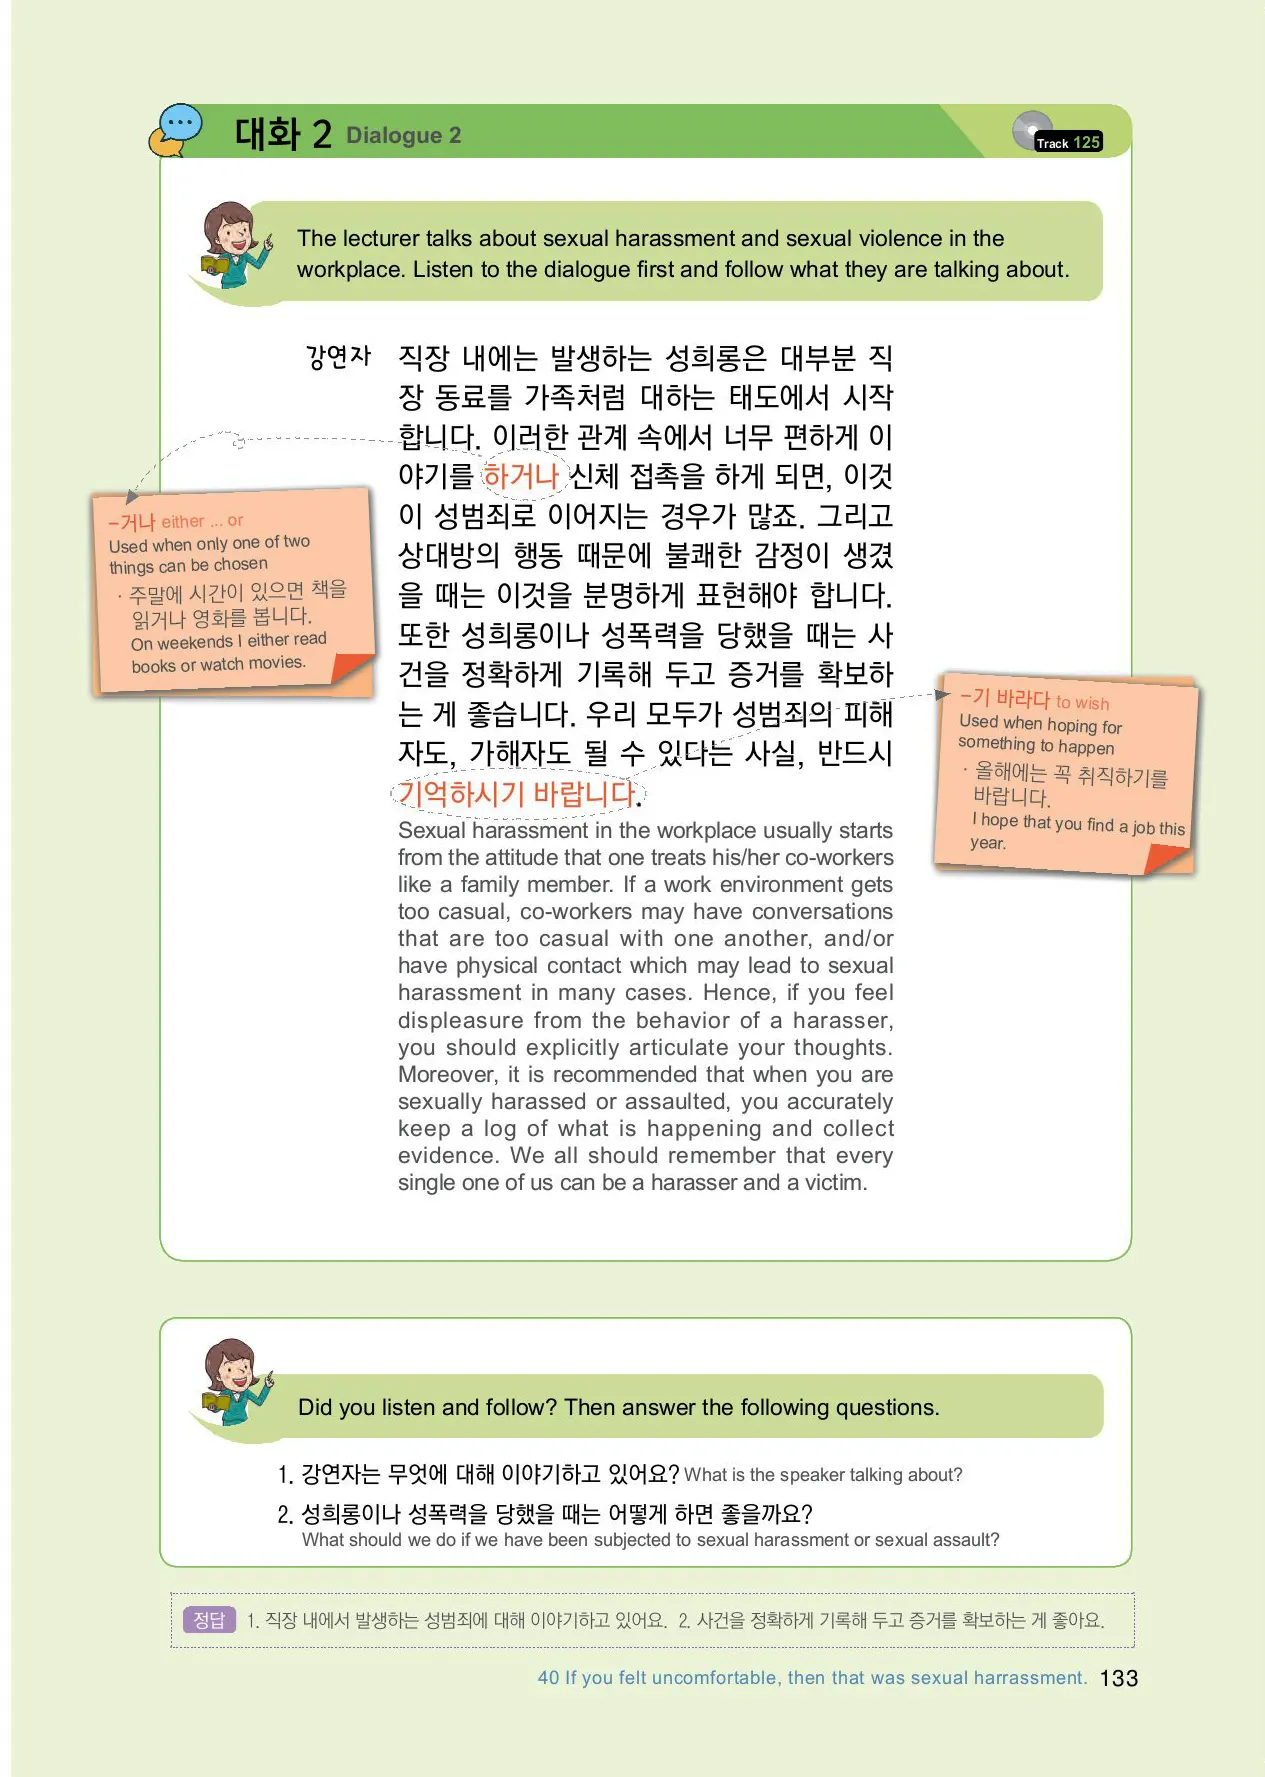 대화 2 Dialogue 2
Track 125
The lecturer talks about sexual harassment and sexual violence in the
workplace. Listen to the dialogue first and follow what they are talking about.
강연자
직장 내에는 발생하는 성희롱은 대부분 직
장 동료를 가족처럼 대하는 태도에서 시작
합니다. 이러한 관계 속에서 너무 편하게 이
야기를 하거나 신체 접촉을 하게 되면, 이것
이 성범죄로 이어지는 경우가 많죠. 그리고
상대방의 행동 때문에 불쾌한 감정이 생겼
을 때는 이것을 분명하게 표현해야 합니다.
또한 성희롱이나 성폭력을 당했을 때는 사
건을 정확하게 기록해 두고 증거를 확보하
는 게 좋습니다. 우리 모두가 성범죄의 피해
자도, 가해자도 될 수 있다는 사실, 반드시
기억하시기 바랍니다.
Sexual harassment in the workplace usually starts
from the attitude that one treats his/her co-workers
like a family member. If a work environment gets
too casual, co-workers may have conversations
that are too casual with one another, and/or
have physical contact which may lead to sexual
harassment in many cases. Hence, if you feel
displeasure from the behavior of a harasser,
you should explicitly articulate your thoughts.
Moreover, it is recommended that when you are
sexually harassed or assaulted, you accurately
keep a log of what is happening and collect
evidence. We all should remember that every
single one of us can be a harasser and a victim.
-거나 either ... or
Used when only one of two
things can be chosen
· 주말에 시간이 있으면 책을
읽거나 영화를 봅니다.
On weekends I either read
books or watch movies.
-기 바라다 to wish
Used when hoping for
something to happen
· 올해에는 꼭 취직하기를
바랍니다.
I hope that you find a job this
year.
Did you listen and follow? Then answer the following questions.
1. 강연자는 무엇에 대해 이야기하고 있어요? What is the speaker talking about?
2. 성희롱이나 성폭력을 당했을 때는 어떻게 하면 좋을까요?
What should we do if we have been subjected to sexual harassment or sexual assault?
정답 1. 직장 내에서 발생하는 성범죄에 대해 이야기하고 있어요. 2. 사건을 정확하게 기록해 두고 증거를 확보하는 게 좋아요.
40 If you felt uncomfortable, then that was sexual harrassment. 133